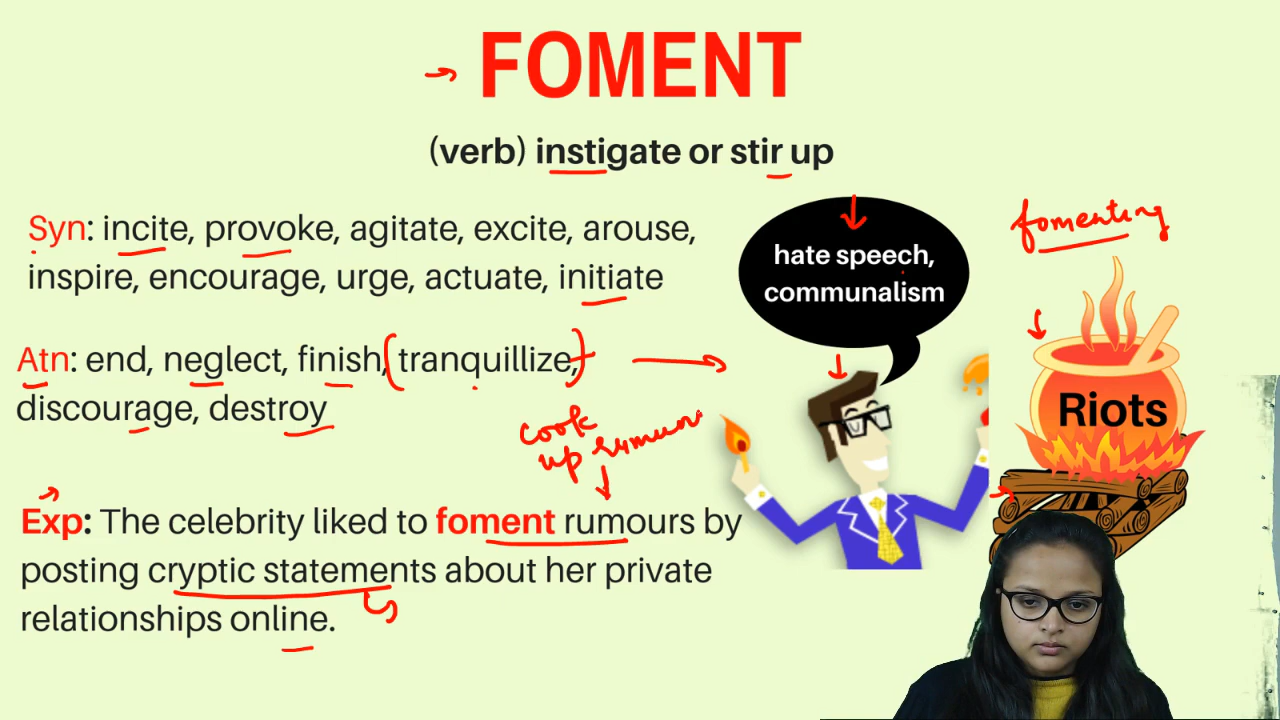 FOMENT
(verb) instigate or stir up
Syn: incite, provoke, agitate, excite, arouse,
inspire, encourage, urge, actuate, initiate
hate speech,
communalism
fomenting
Riots
Atn: end, neglect, finish, tranquillize,
discourage, destroy
cook
up rumour
Exp: The celebrity liked to foment rumours by
posting cryptic statements about her private
relationships online.